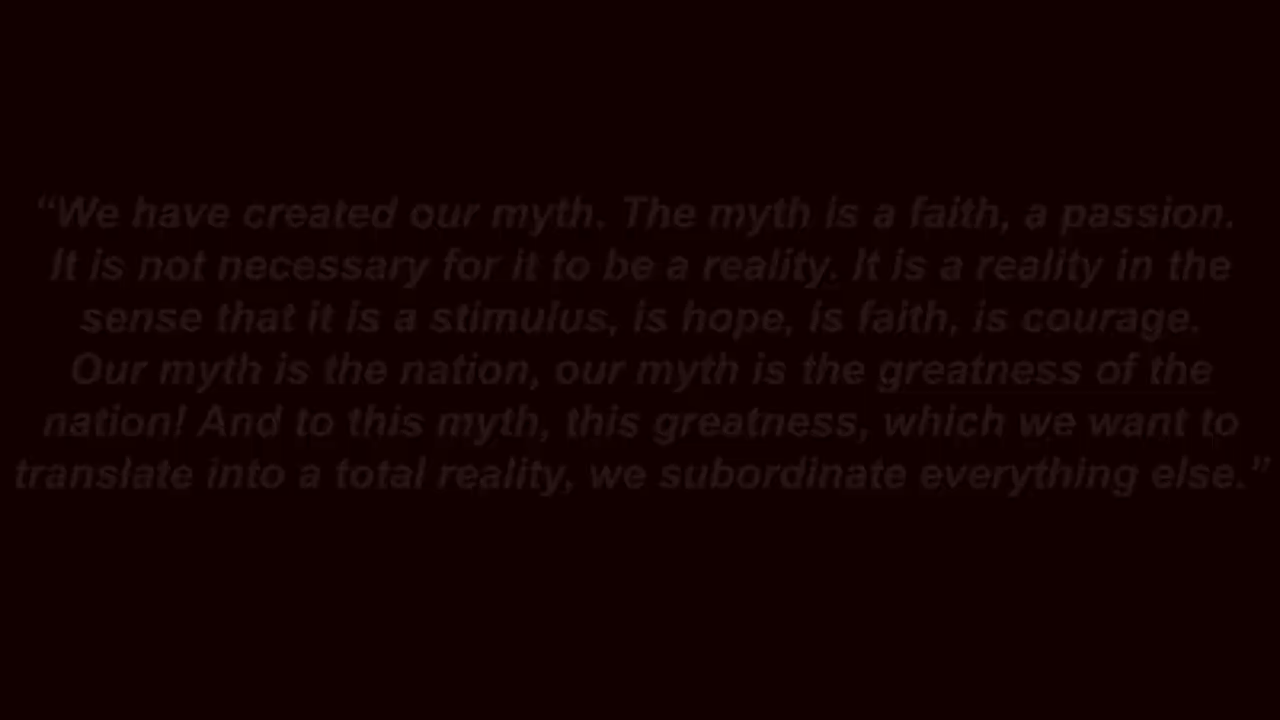 “We have created our myth. The myth is a faith, a passion.
It is not necessary for it to be a reality. It is a reality in the
sense that it is a stimulus, is hope, is faith, is courage.
Our myth is the nation, our myth is the greatness of the
nation! And to this myth, this greatness, which we want to
translate into a total reality, we subordinate everything else.”